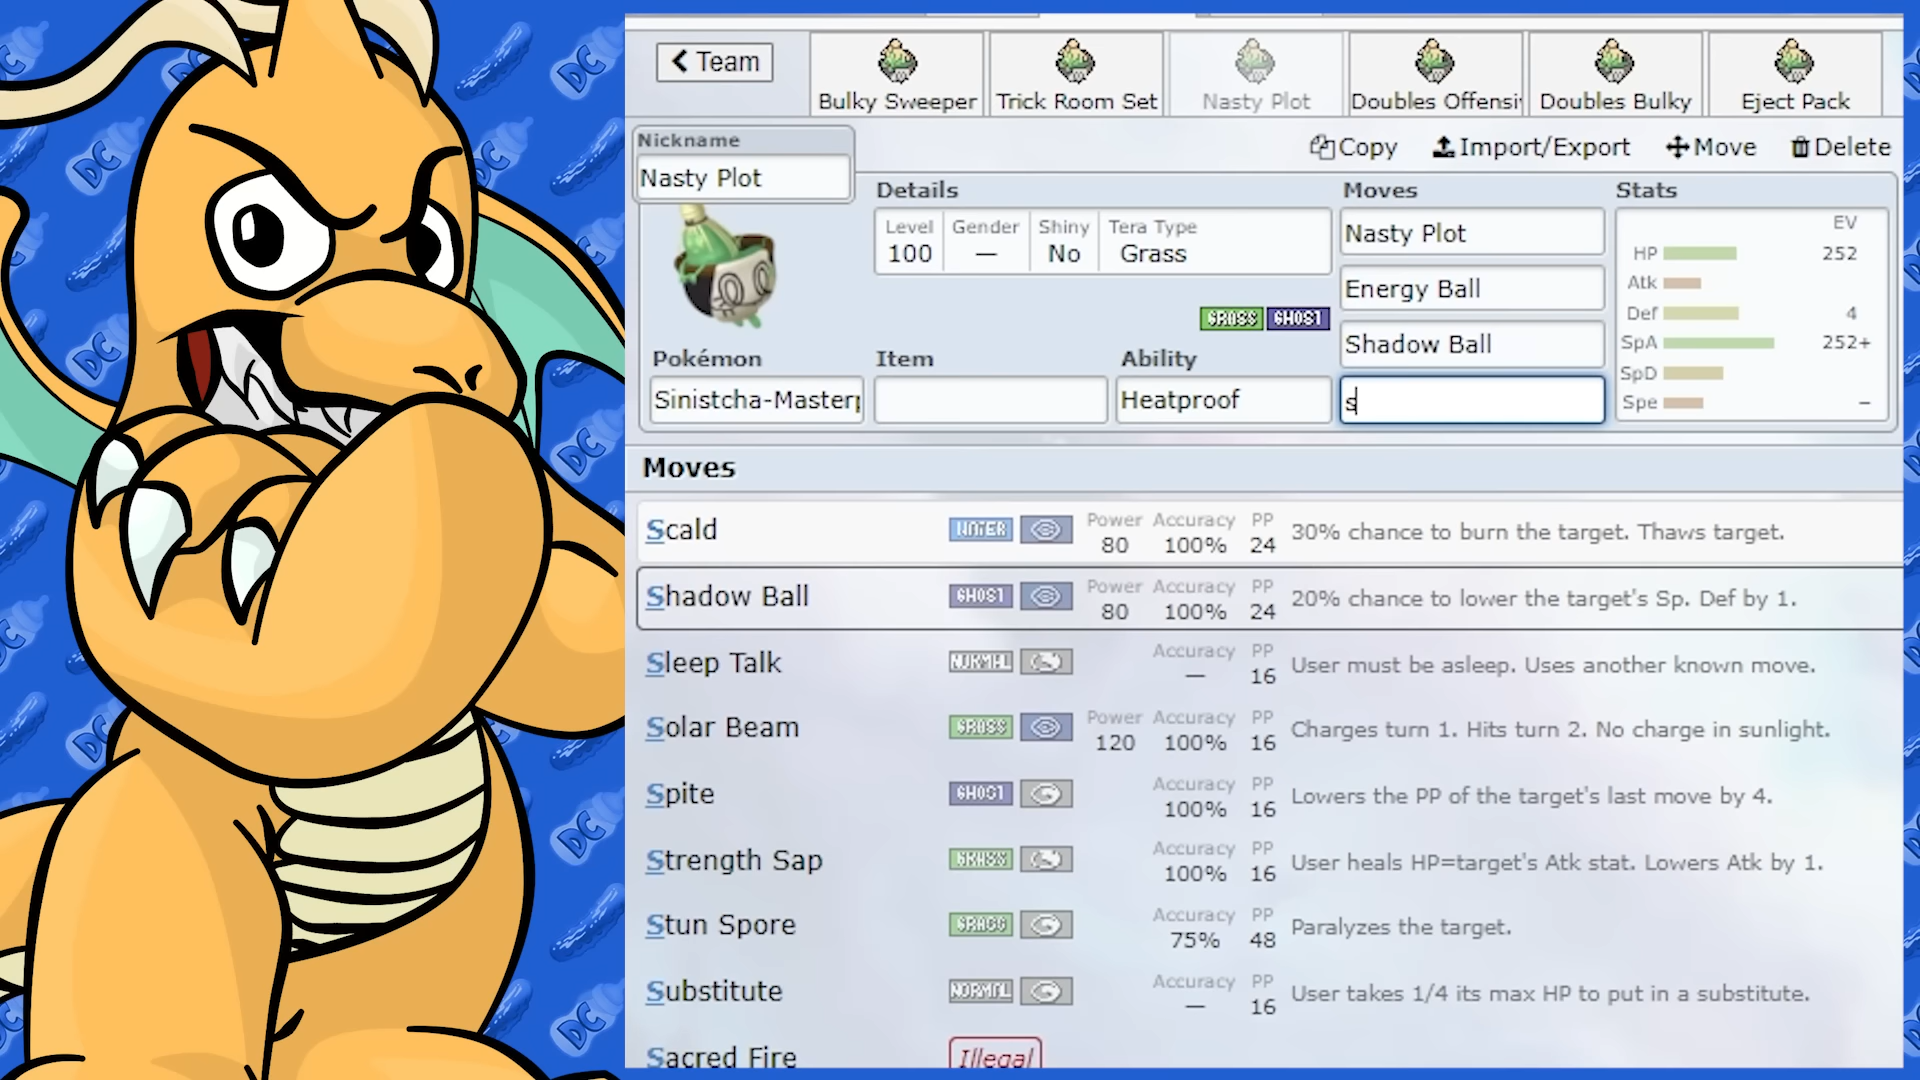 Team
Bulky Sweeper
Trick Room Set
Nasty Plot
Doubles Offensi
Doubles Bulky
Eject Pack
Copy
Import/Export
Move
Delete
Nickname
Nasty Plot
Details
Level
100
Gender
—
Shiny
No
Tera Type
Grass
GRASS
GHOST
Pokémon
Sinistcha-Masterp
Item
Ability
Heatproof
Moves
Nasty Plot
Energy Ball
Shadow Ball
s
Stats
EV
HP 252
Atk
Def 4
SpA 252+
SpD
Spe –
Moves
Scald WATER Power 80 Accuracy 100% PP 24 30% chance to burn the target. Thaws target.
Shadow Ball GHOST Power 80 Accuracy 100% PP 24 20% chance to lower the target's Sp. Def by 1.
Sleep Talk NORMAL Accuracy — PP 16 User must be asleep. Uses another known move.
Solar Beam GRASS Power 120 Accuracy 100% PP 16 Charges turn 1. Hits turn 2. No charge in sunlight.
Spite GHOST Accuracy 100% PP 16 Lowers the PP of the target's last move by 4.
Strength Sap GRASS Accuracy 100% PP 16 User heals HP=target's Atk stat. Lowers Atk by 1.
Stun Spore GRASS Accuracy 75% PP 48 Paralyzes the target.
Substitute NORMAL Accuracy — PP 16 User takes 1/4 its max HP to put in a substitute.
Sacred Fire Illegal
DC
DC
DC
DC
DC
DC
DC
DC